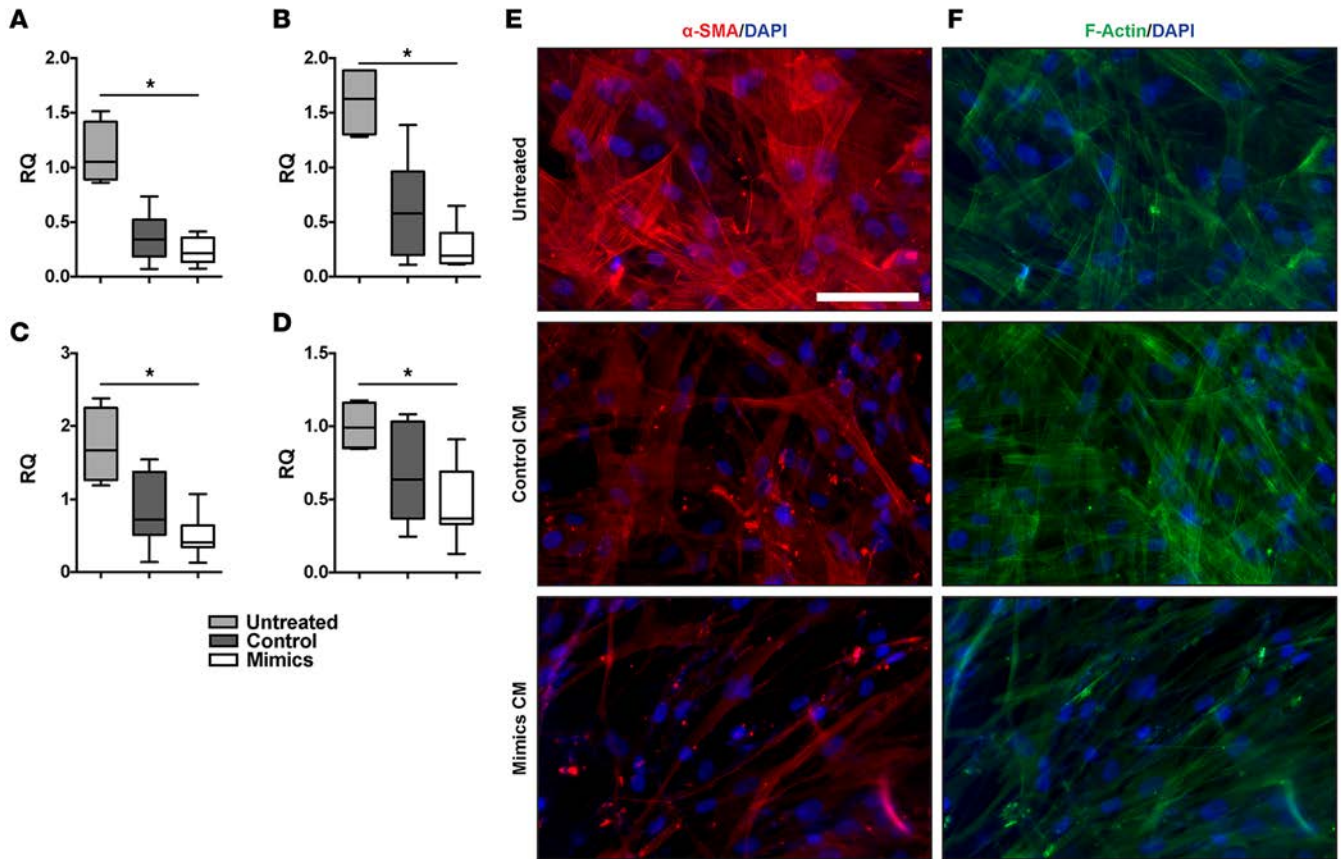 A
RQ
2.0
1.5
1.0
0.5
0.0
*
B
RQ
2.0
1.5
1.0
0.5
0.0
*
C
RQ
3
2
1
0
*
D
RQ
1.5
1.0
0.5
0.0
*
Untreated
Control
Mimics
E
α-SMA/DAPI
F
F-Actin/DAPI
Untreated
Control CM
Mimics CM